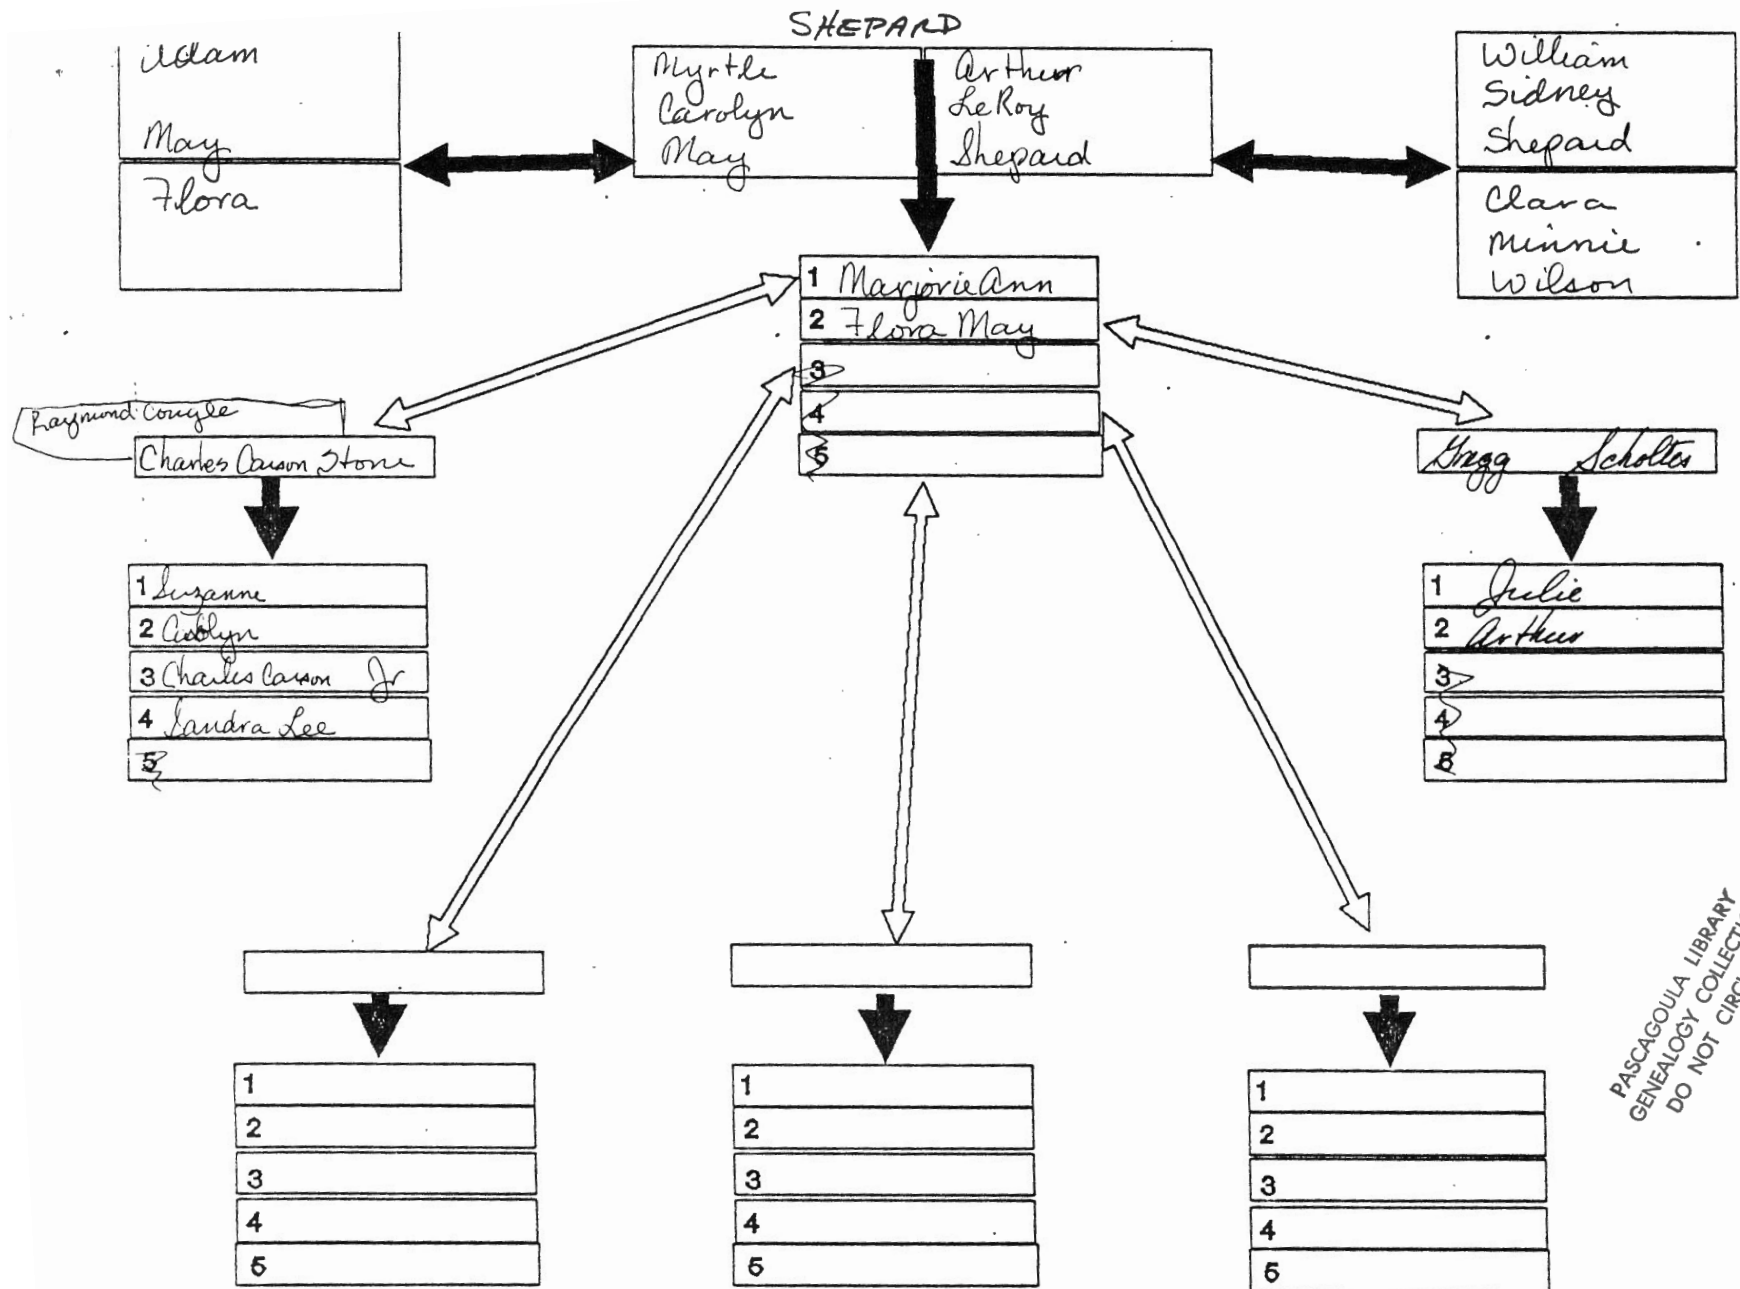 SHEPARD
Adam
May
Flora
Myrtle
Carolyn
May
Arthur
LeRoy
Shepard
William
Sidney
Shepard
Clara
Minnie
Wilson
1 Marjorie Ann
2 Flora May
3
4
5
Raymond
Charles Carson Stone
1 Suzanne
2 Carolyn
3 Charles Carson Jr
4 Sandra Lee
5
Gregg Scholtes
1 Julie
2 Arthur
3
4
5
1
2
3
4
5
1
2
3
4
5
1
2
3
4
5
PASCAGOULA LIBRARY
GENEALOGY COLLECTI
DO NOT CIRC